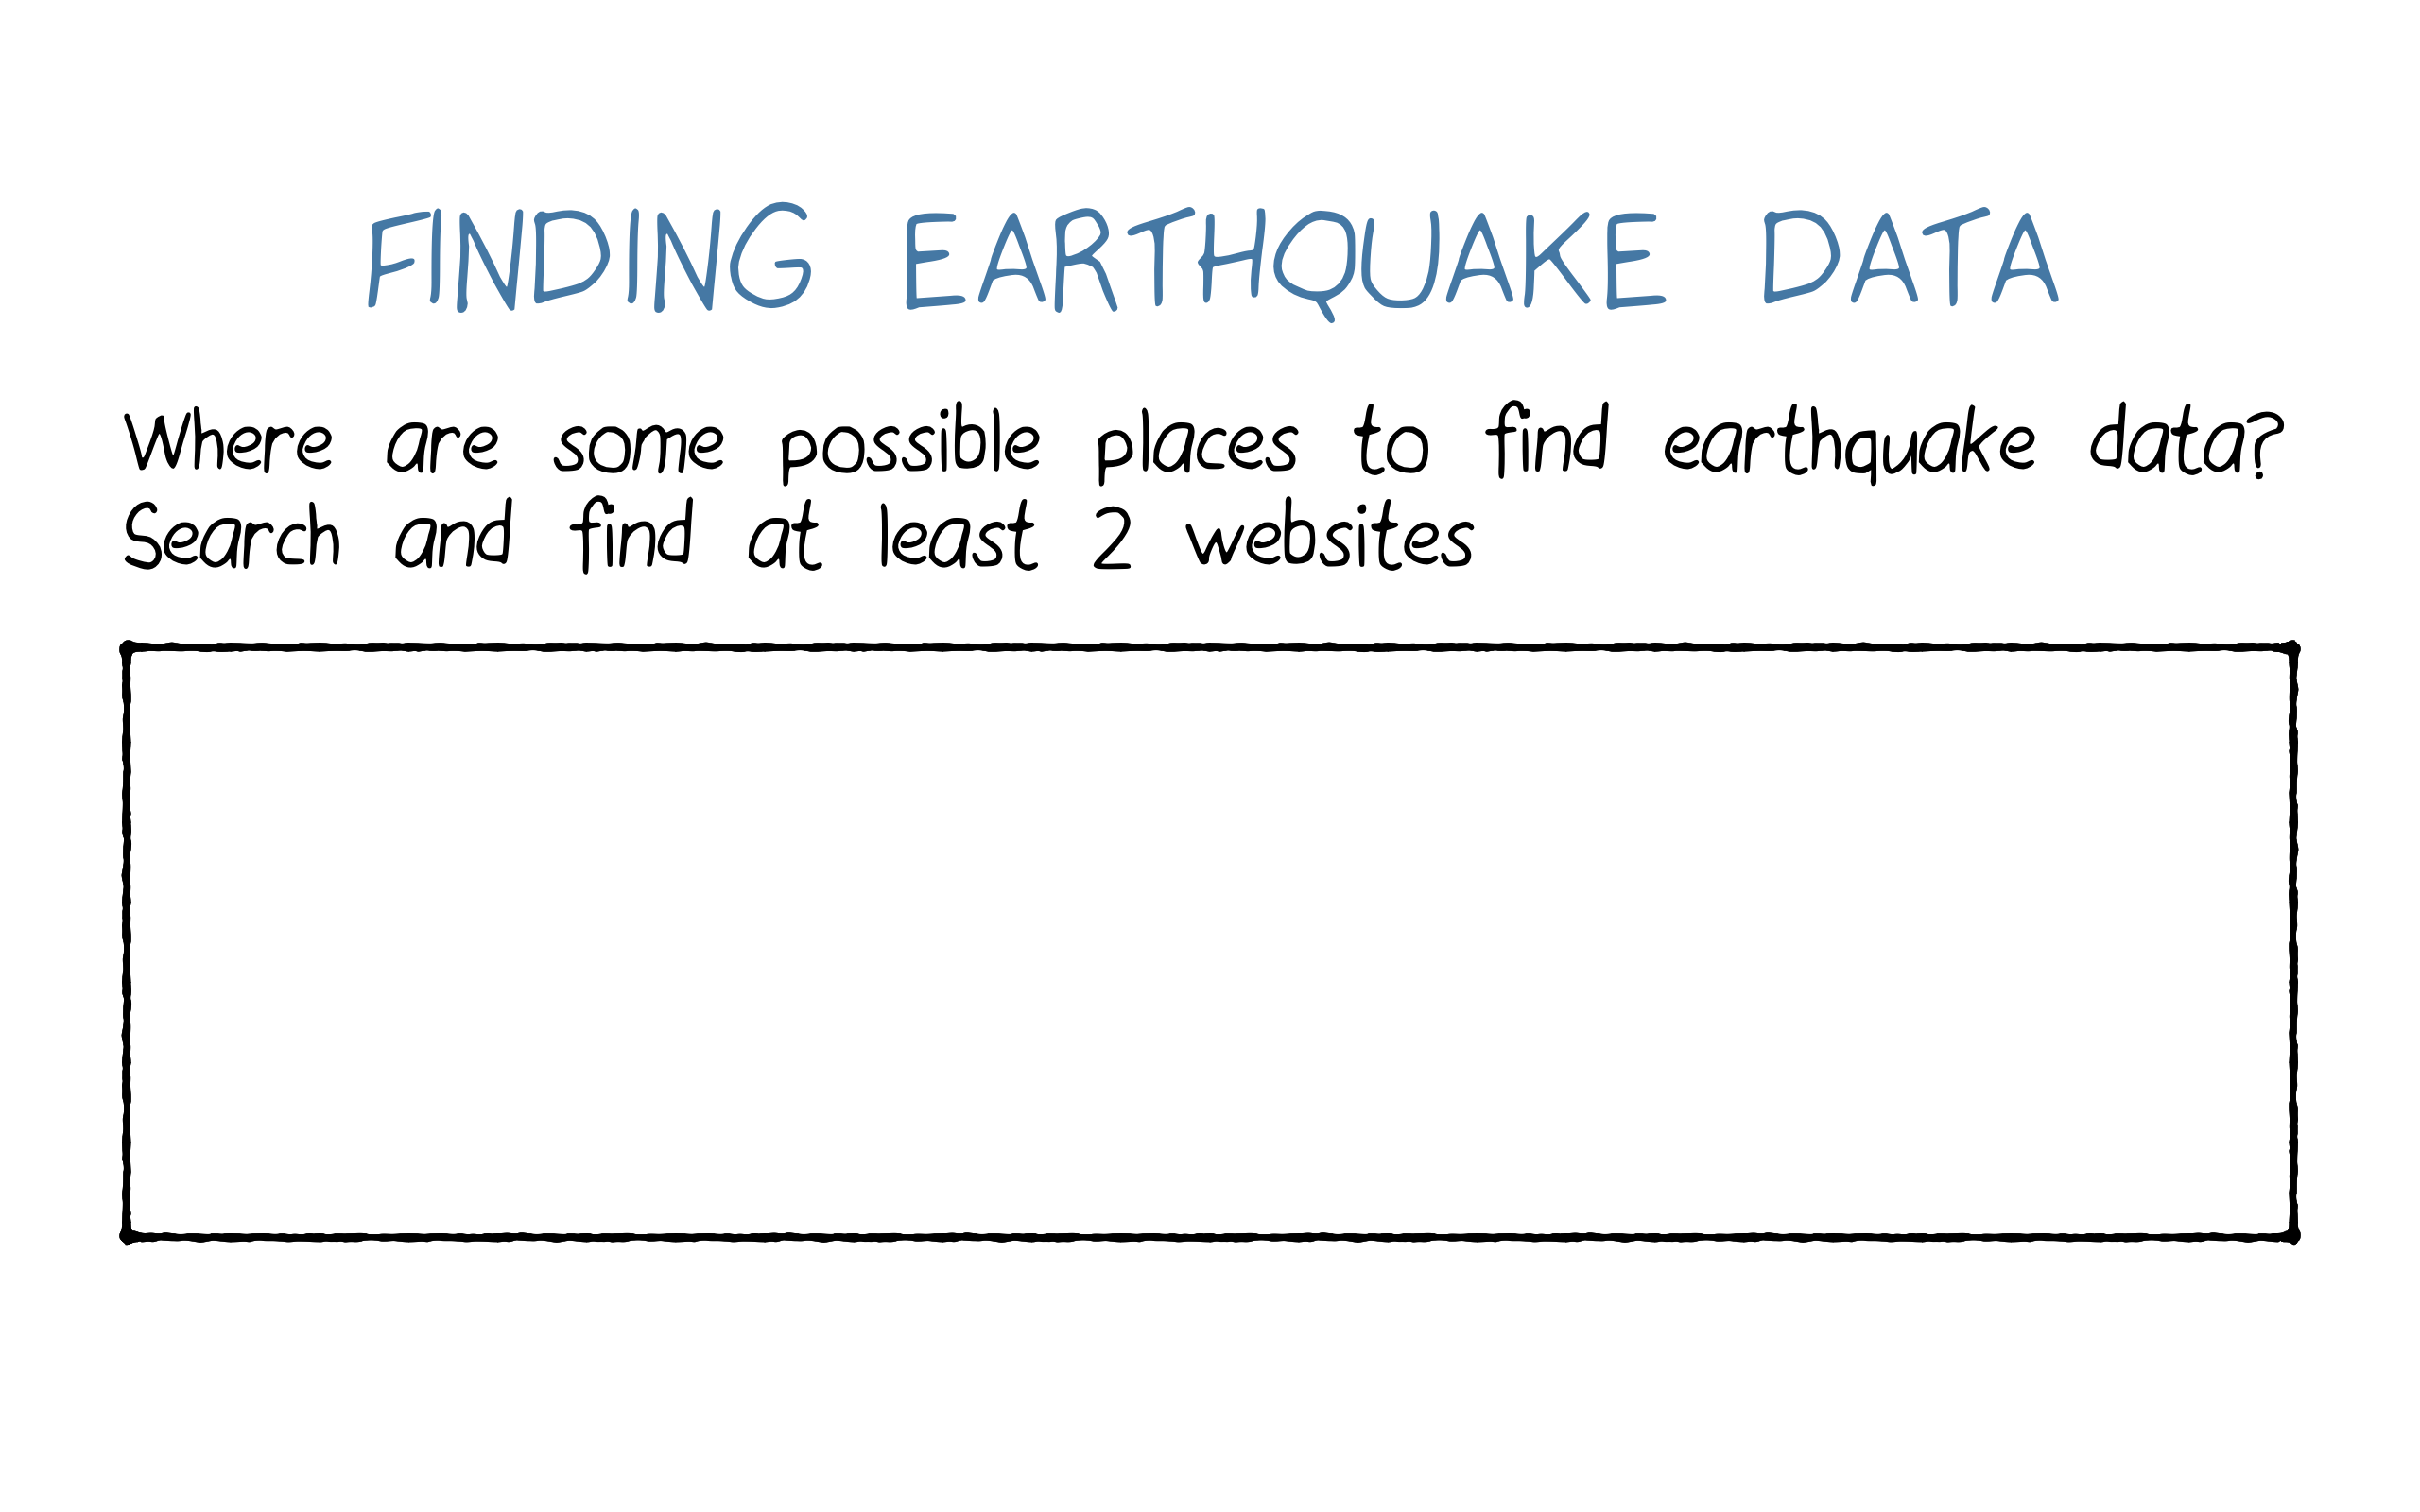 FINDING EARTHQUAKE DATA
Where are some possible places to find earthquake data?
Search and find at least 2 websites